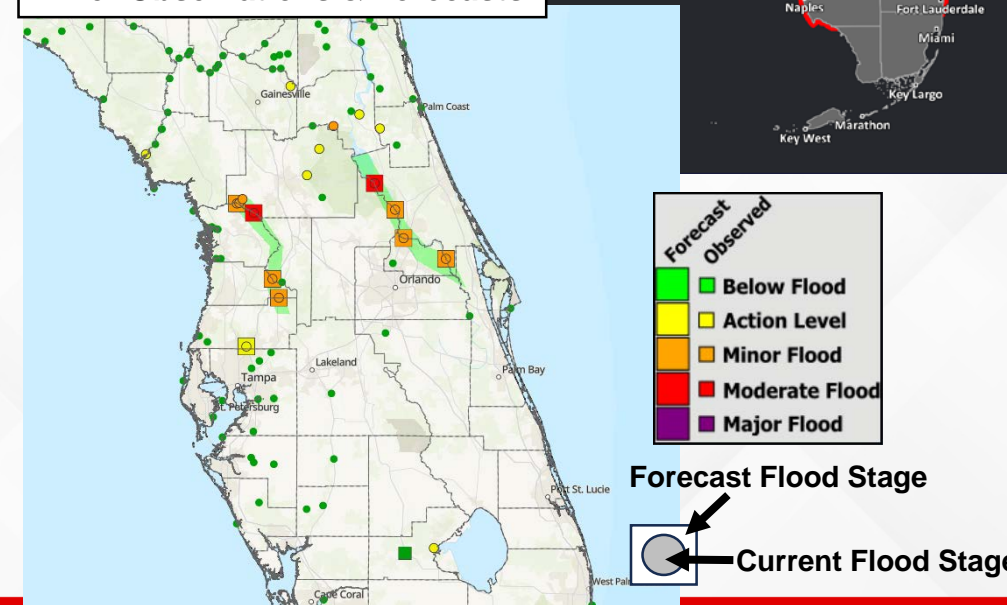 Naples
Fort Lauderdale
Miami
Key Largo
Marathon
Key West
Gainesville
Palm Coast
Orlando
Lakeland
Tampa
St. Petersburg
Palm Bay
Port St. Lucie
West Pal
Cape Coral
Forecast
Observed
Below Flood
Action Level
Minor Flood
Moderate Flood
Major Flood
Forecast Flood Stage
Current Flood Stage